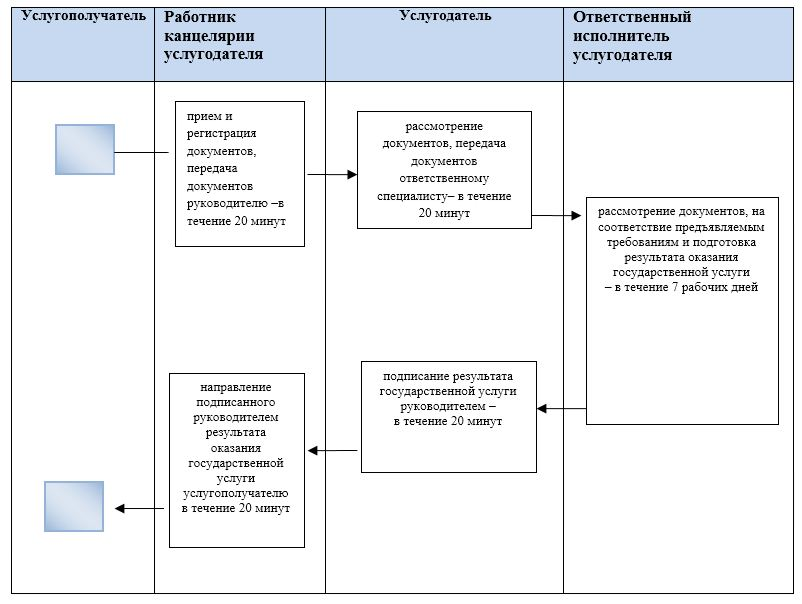 Услугополучатель
Работник
канцелярии
услугодателя
Услугодатель
Ответственный
исполнитель
услугодателя
прием и
регистрация
документов,
передача
документов
руководителю –в
течение 20 минут
рассмотрение
документов, передача
документов
ответственному
специалисту– в течение
20 минут
рассмотрение документов, на
соответствие предъявляемым
требованиям и подготовка
результата оказания
государственной услуги
– в течение 7 рабочих дней
подписание результата
государственной услуги
руководителем –
в течение 20 минут
направление
подписанного
руководителем
результата
оказания
государственной
услуги
услугополучателю
в течение 20 минут